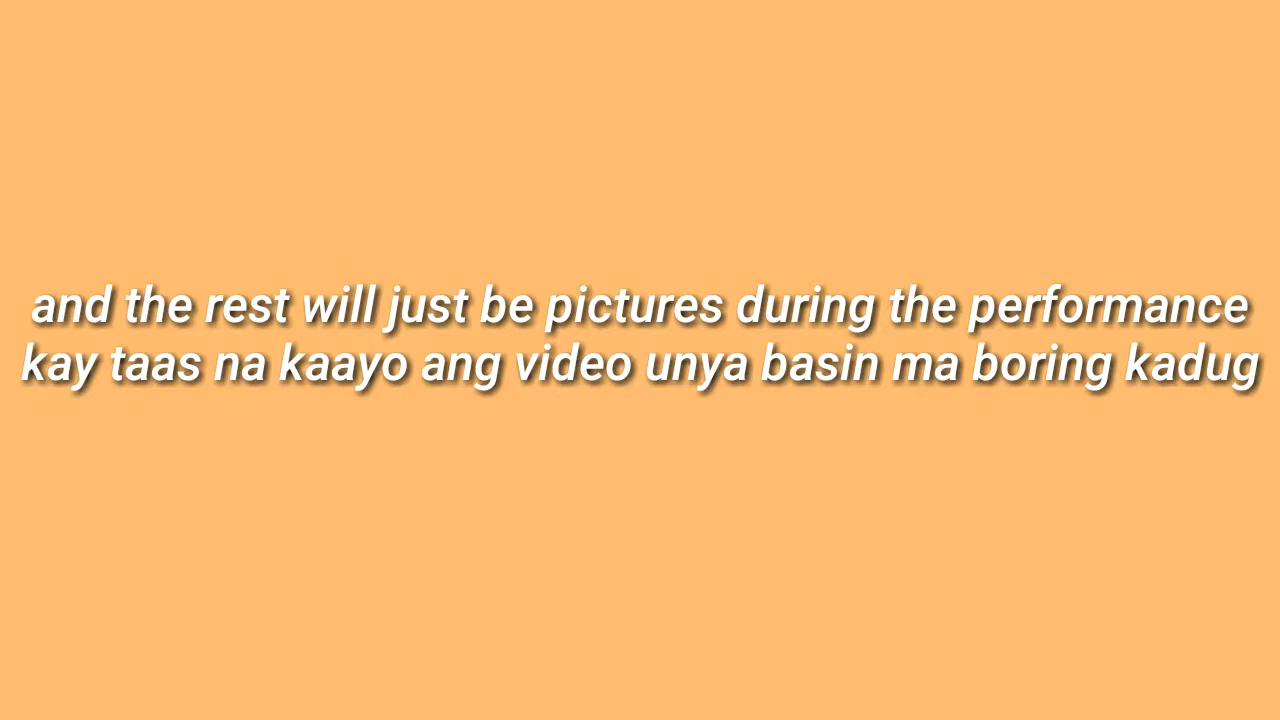 and the rest will just be pictures during the performance
kay taas na kaayo ang video unya basin ma boring kadug